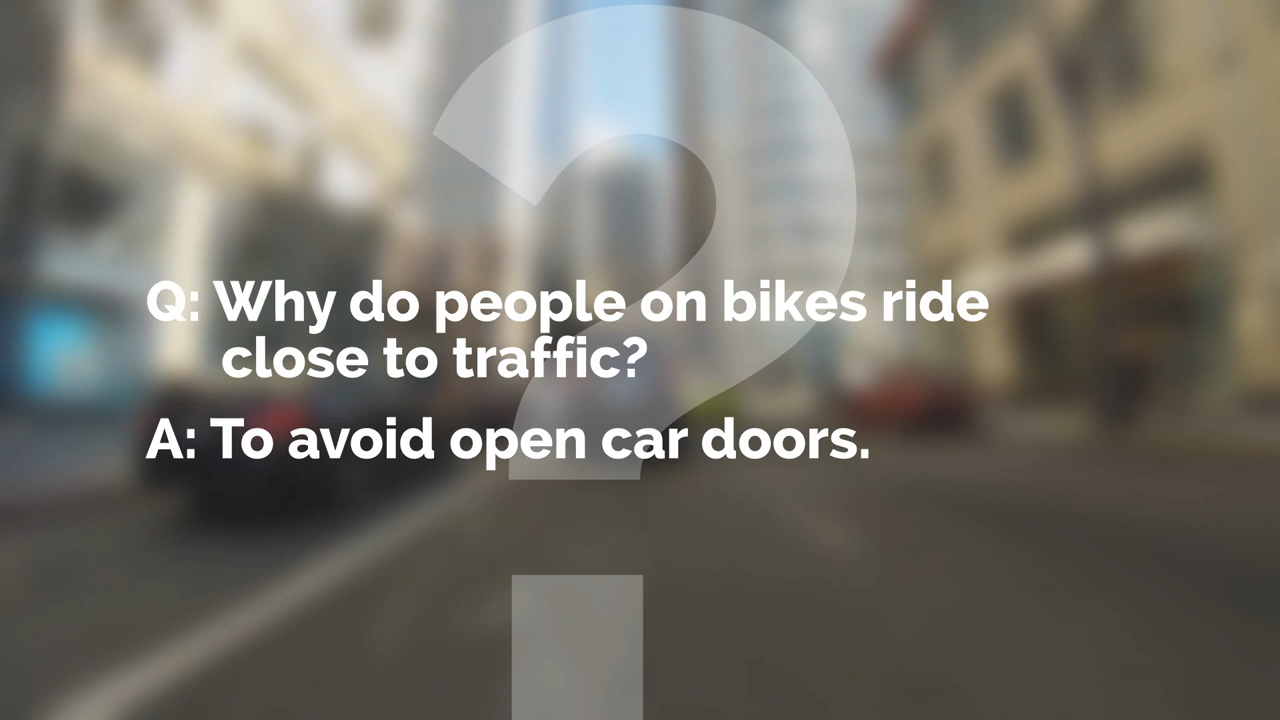 Q: Why do people on bikes ride
close to traffic?
A: To avoid open car doors.